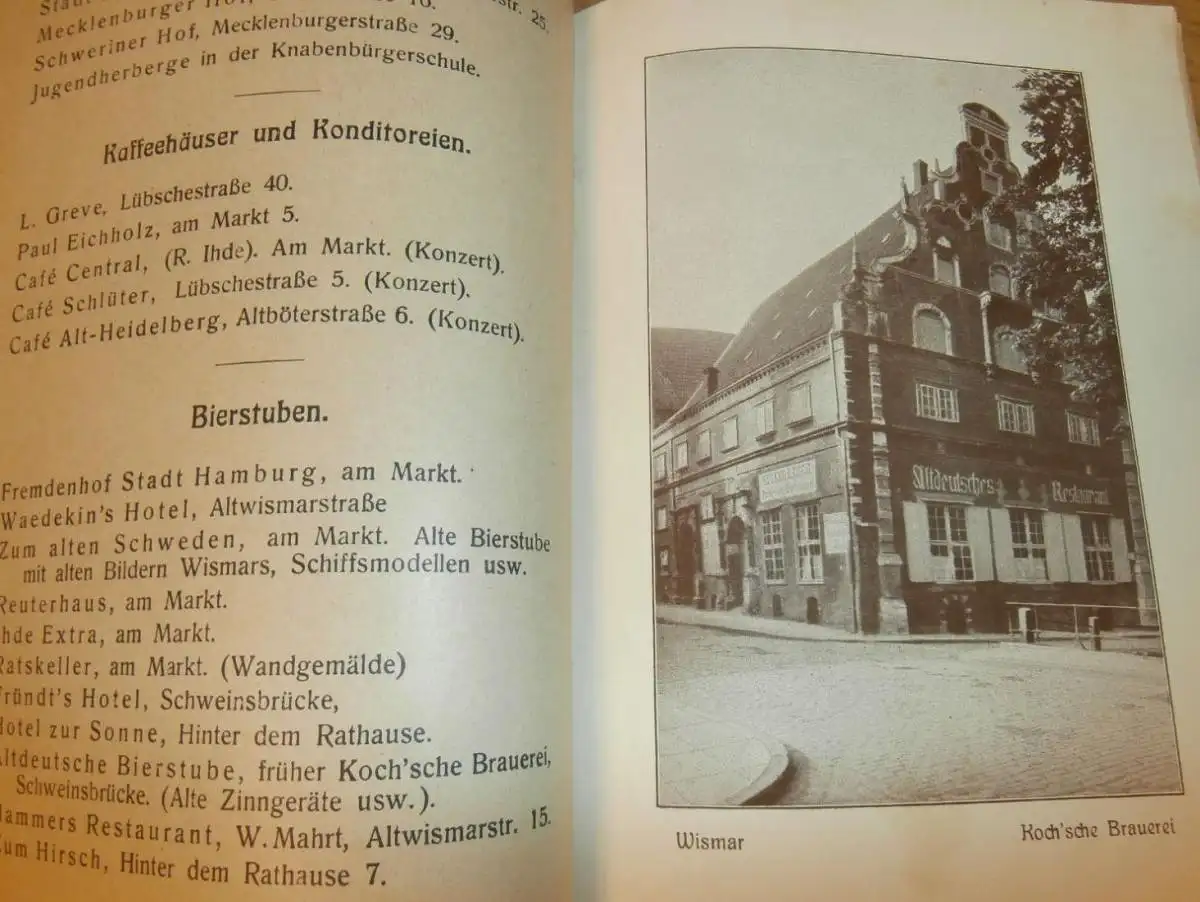 Mecklenburger Hof,
Schweriner Hof, Mecklenburgerstraße 29.
Jugendherberge in der Knabenbürgerschule.
Kaffeehäuser und Konditoreien.
L. Greve, Lübschestraße 40.
Paul Eichholz, am Markt 5.
Café Central, (R. Ihde). Am Markt. (Konzert).
Café Schlüter, Lübschestraße 5. (Konzert).
Café Alt-Heidelberg, Altböterstraße 6. (Konzert).
Bierstuben.
Fremdenhof Stadt Hamburg, am Markt.
Waedekin's Hotel, Altwismarstraße
Zum alten Schweden, am Markt. Alte Bierstube
mit alten Bildern Wismars, Schiffsmodellen usw.
Reuterhaus, am Markt.
hde Extra, am Markt.
Ratskeller, am Markt. (Wandgemälde)
ründt's Hotel, Schweinsbrücke,
Hotel zur Sonne, Hinter dem Rathause.
ltdeutsche Bierstube, früher Koch'sche Brauerei,
Schweinsbrücke. (Alte Zinngeräte usw.).
ammers Restaurant, W. Mahrt, Altwismarstr. 15.
um Hirsch, Hinter dem Rathause 7.
Altdeutsches Restaurant
Wismar
Koch'sche Brauerei